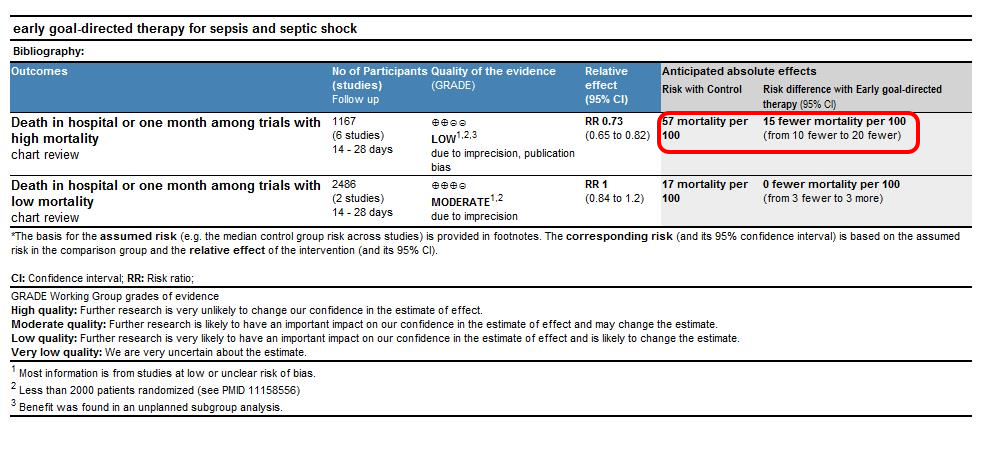 early goal-directed therapy for sepsis and septic shock
Bibliography:
Outcomes
No of Participants
(studies)
Follow up
Quality of the evidence
(GRADE)
Relative
effect
(95% CI)
Anticipated absolute effects
Risk with Control
Risk difference with Early goal-directed
therapy (95% CI)
Death in hospital or one month among trials with
high mortality
chart review
1167
(6 studies)
14 - 28 days
⊕⊕⊝⊝
LOW1,2,3
due to imprecision, publication
bias
RR 0.73
(0.65 to 0.82)
57 mortality per
100
15 fewer mortality per 100
(from 10 fewer to 20 fewer)
Death in hospital or one month among trials with
low mortality
chart review
2486
(2 studies)
14 - 28 days
⊕⊕⊕⊝
MODERATE1,2
due to imprecision
RR 1
(0.84 to 1.2)
17 mortality per
100
0 fewer mortality per 100
(from 3 fewer to 3 more)
*The basis for the assumed risk (e.g. the median control group risk across studies) is provided in footnotes. The corresponding risk (and its 95% confidence interval) is based on the assumed
risk in the comparison group and the relative effect of the intervention (and its 95% CI).
CI: Confidence interval; RR: Risk ratio;
GRADE Working Group grades of evidence
High quality: Further research is very unlikely to change our confidence in the estimate of effect.
Moderate quality: Further research is likely to have an important impact on our confidence in the estimate of effect and may change the estimate.
Low quality: Further research is very likely to have an important impact on our confidence in the estimate of effect and is likely to change the estimate.
Very low quality: We are very uncertain about the estimate.
1 Most information is from studies at low or unclear risk of bias.
2 Less than 2000 patients randomized (see PMID 11158556)
3 Benefit was found in an unplanned subgroup analysis.